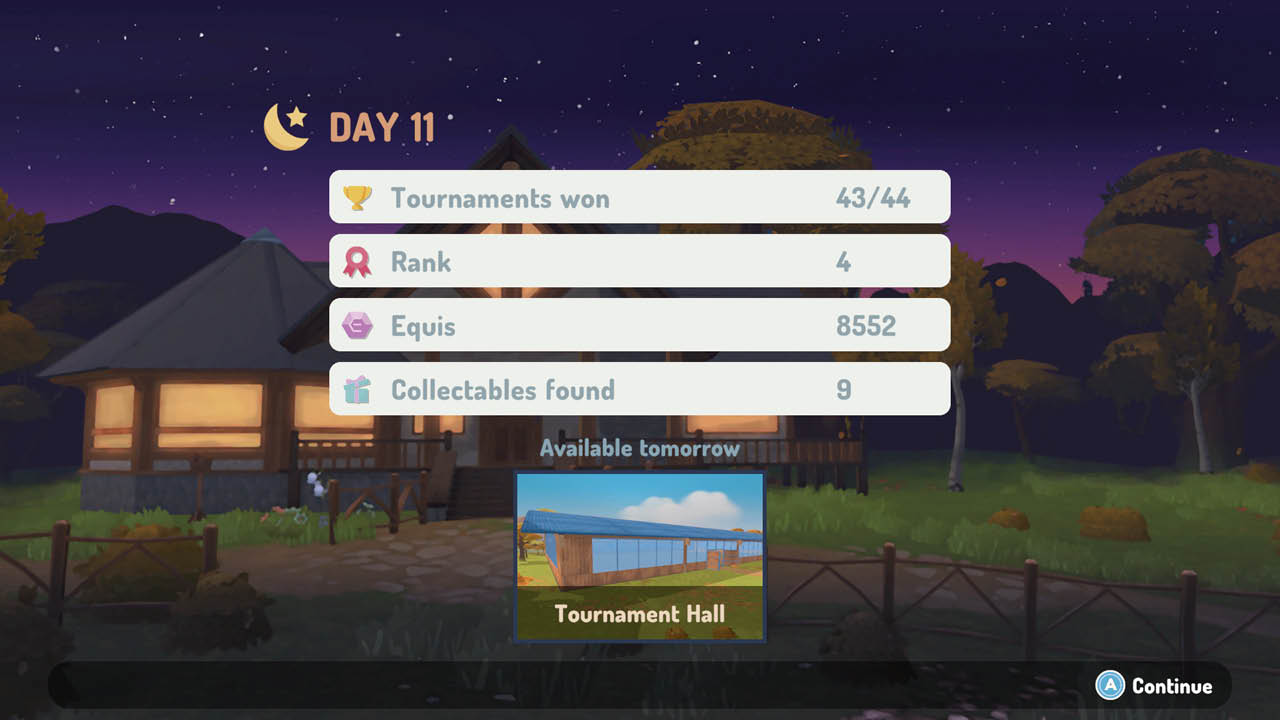 DAY 11
Tournaments won 43/44
Rank 4
Equis 8552
Collectables found 9
Available tomorrow
Tournament Hall
A Continue